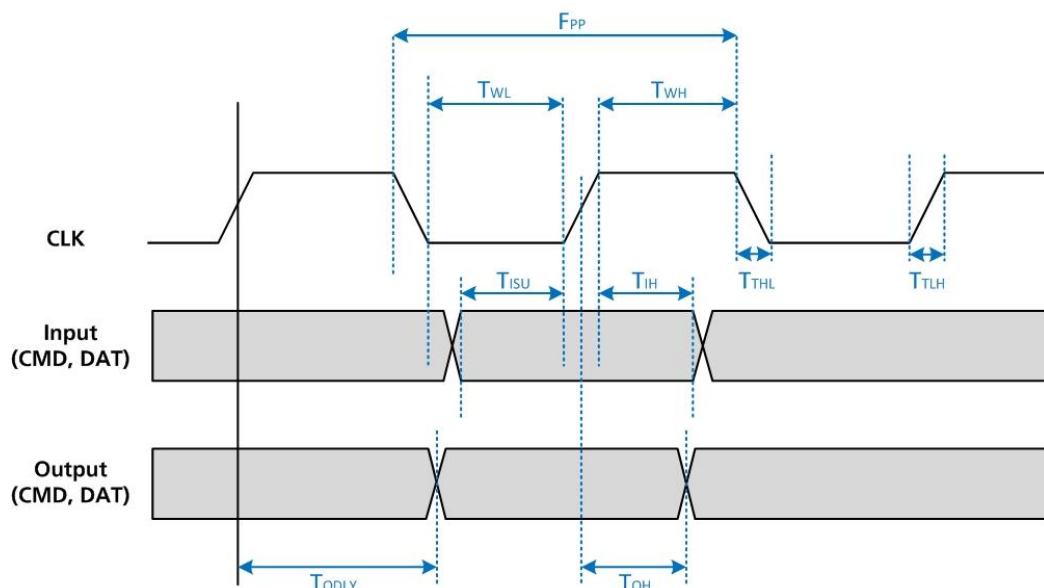 FPP
TWL
TWH
CLK
TTHL
TTLH
TISU
TIH
Input
(CMD, DAT)
Output
(CMD, DAT)
TODLY
TOH